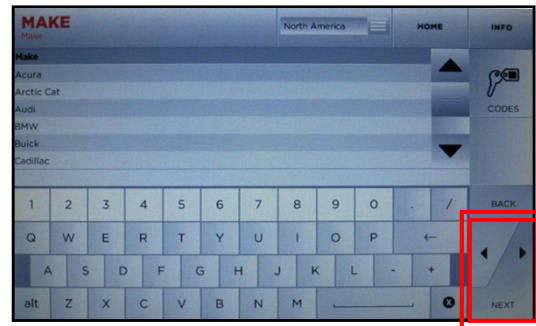 MAKE
Make
North America
HOME
INFO
Make
Acura
Arctic Cat
Audi
BMW
Buick
Cadillac
CODES
1 2 3 4 5 6 7 8 9 0 . /
BACK
Q W E R T Y U I O P ←
A S D F G H J K L - +
alt Z X C V B N M
NEXT